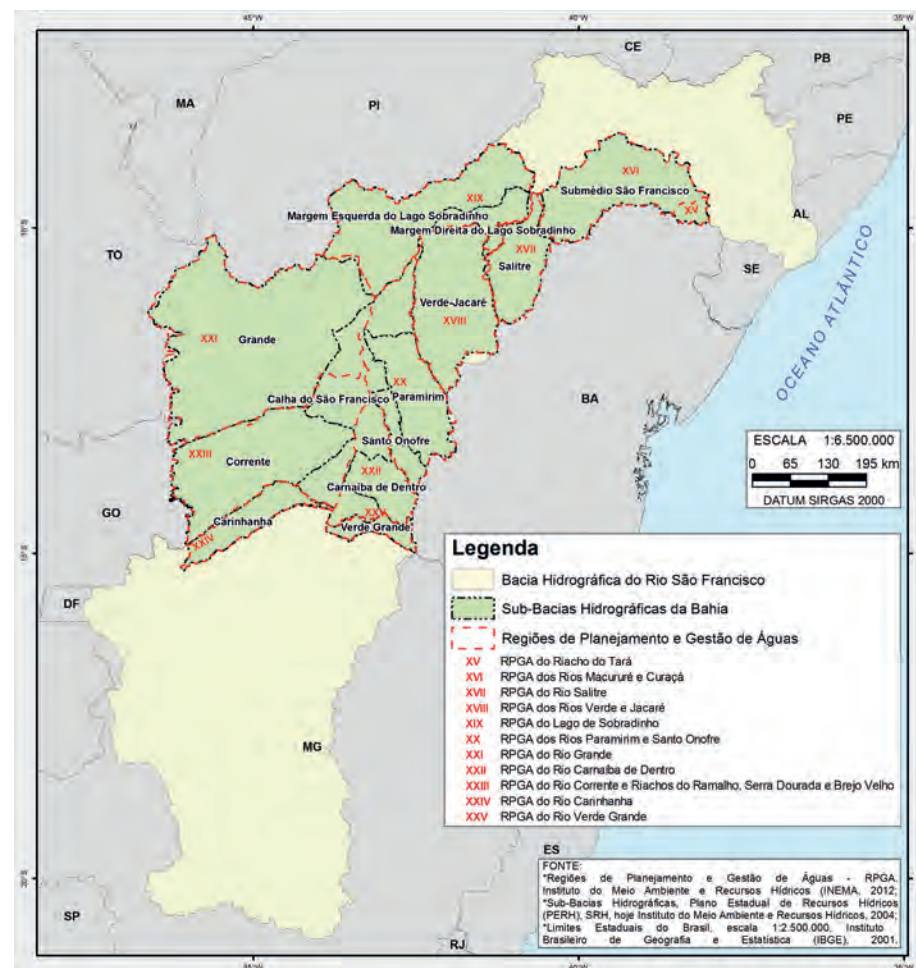 45°W
40°W
35°W
CE
PB
MA
PI
PE
XVI
XIX
Submédio São Francisco
XV
Margem Esquerda do Lago Sobradinho
AL
Margem Direita do Lago Sobradinho
TO
XVII
Salitre
SE
OCEANO ATLÂNTICO
Verde-Jacaré
XVIII
XXI
Grande
XX
Paramirim
Calha do São Francisco
BA
Santo Onofre
XXIII
Corrente
XXII
Carnaiba de Dentro
GO
XXV
Carinhanha
Verde Grande
XXIV
DF
MG
ES
SP
RJ
ESCALA 1:6.500.000
0 65 130 195 km
DATUM SIRGAS 2000
Legenda
Bacia Hidrográfica do Rio São Francisco
Sub-Bacias Hidrográficas da Bahia
Regiões de Planejamento e Gestão de Águas
XV RPGA do Riacho do Tará
XVI RPGA dos Rios Macururé e Curaçá
XVII RPGA do Rio Salitre
XVIII RPGA dos Rios Verde e Jacaré
XIX RPGA do Lago de Sobradinho
XX RPGA dos Rios Paramirim e Santo Onofre
XXI RPGA do Rio Grande
XXII RPGA do Rio Carnaíba de Dentro
XXIII RPGA do Rio Corrente e Riachos do Ramalho, Serra Dourada e Brejo Velho
XXIV RPGA do Rio Carinhanha
XXV RPGA do Rio Verde Grande
FONTE:
*Regiões de Planejamento e Gestão de Águas - RPGA,
Instituto do Meio Ambiente e Recursos Hídricos (INEMA, 2012;
*Sub-Bacias Hidrográficas, Plano Estadual de Recursos Hídricos
(PERH), SRH, hoje Instituto do Meio Ambiente e Recursos Hídricos, 2004;
*Limites Estaduais do Brasil, escala 1:2.500.000, Instituto
Brasileiro de Geografia e Estatística (IBGE), 2001.